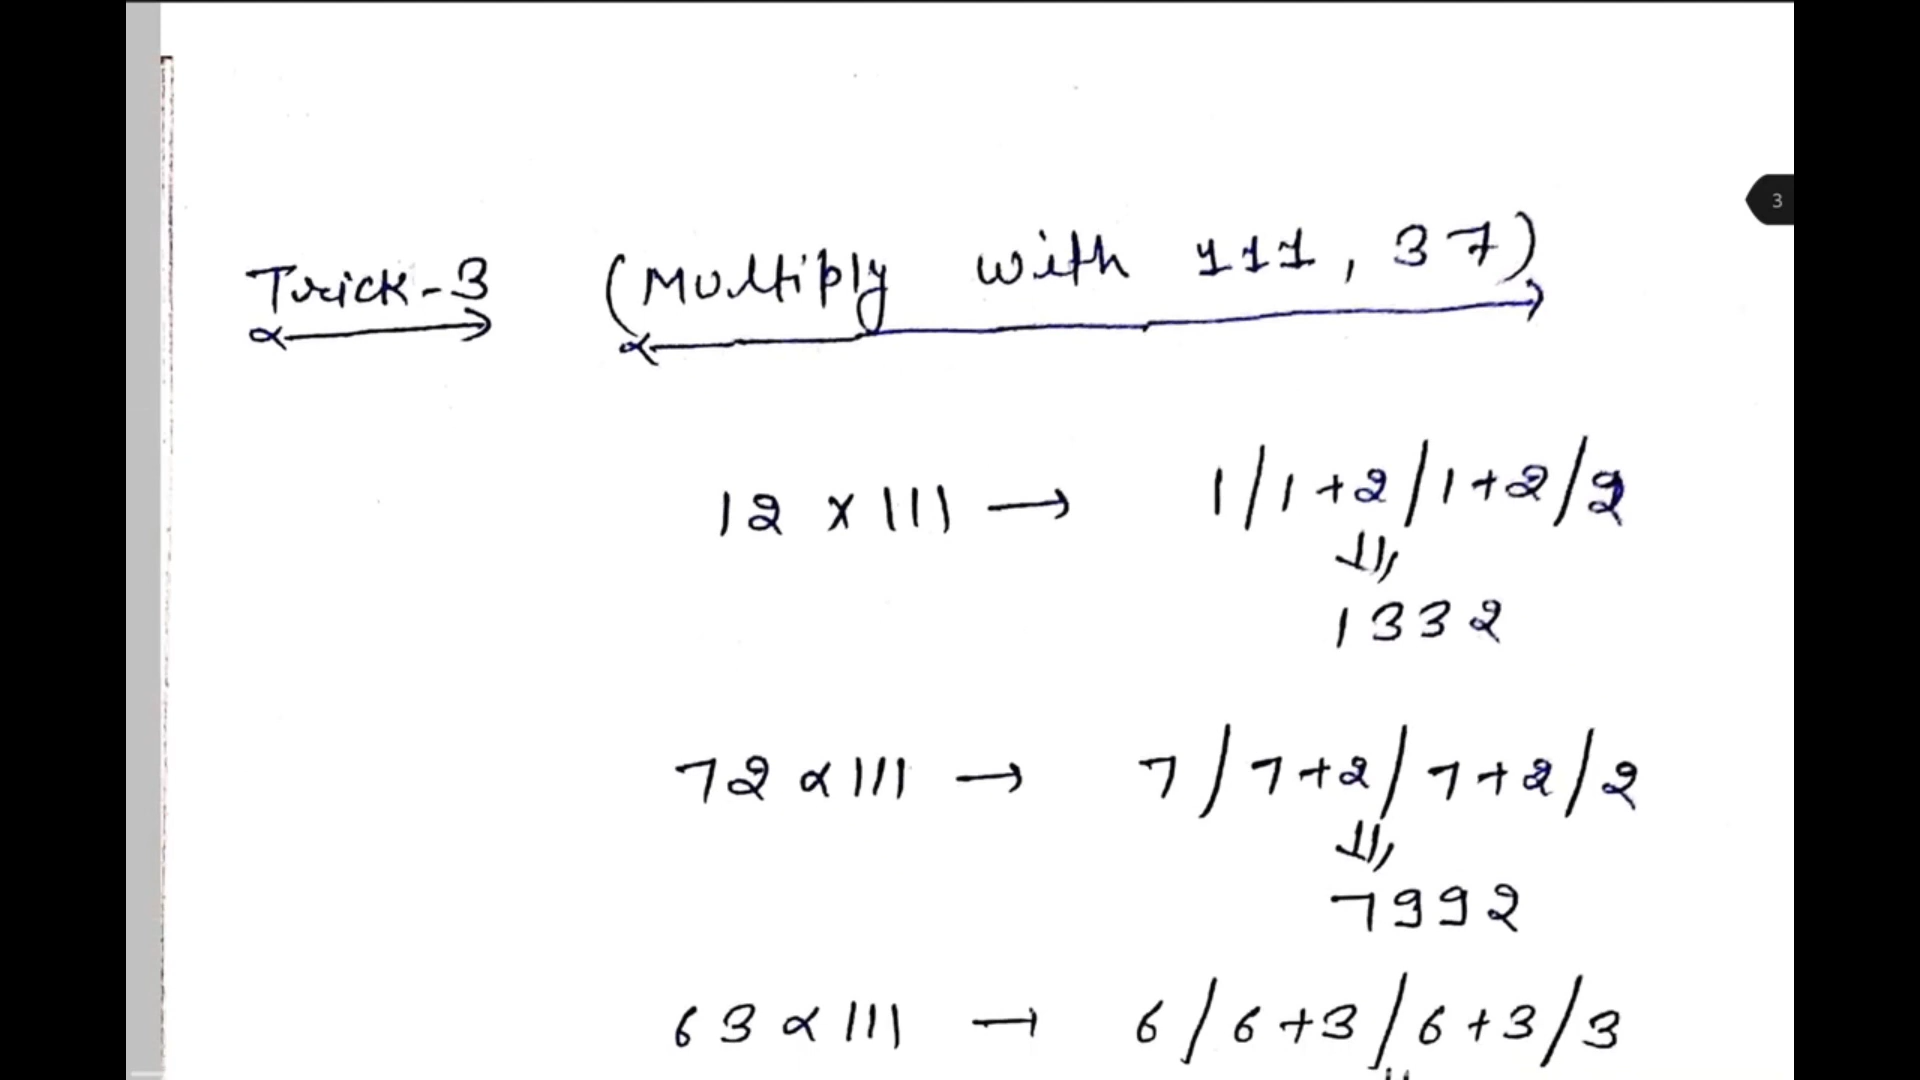 3
Trick-3 (Multiply with 111, 37)
12 x 111 → 1/1+2/1+2/2
1332
72 x 111 → 7/7+2/7+2/2
7992
63 x 111 → 6/6+3/6+3/3